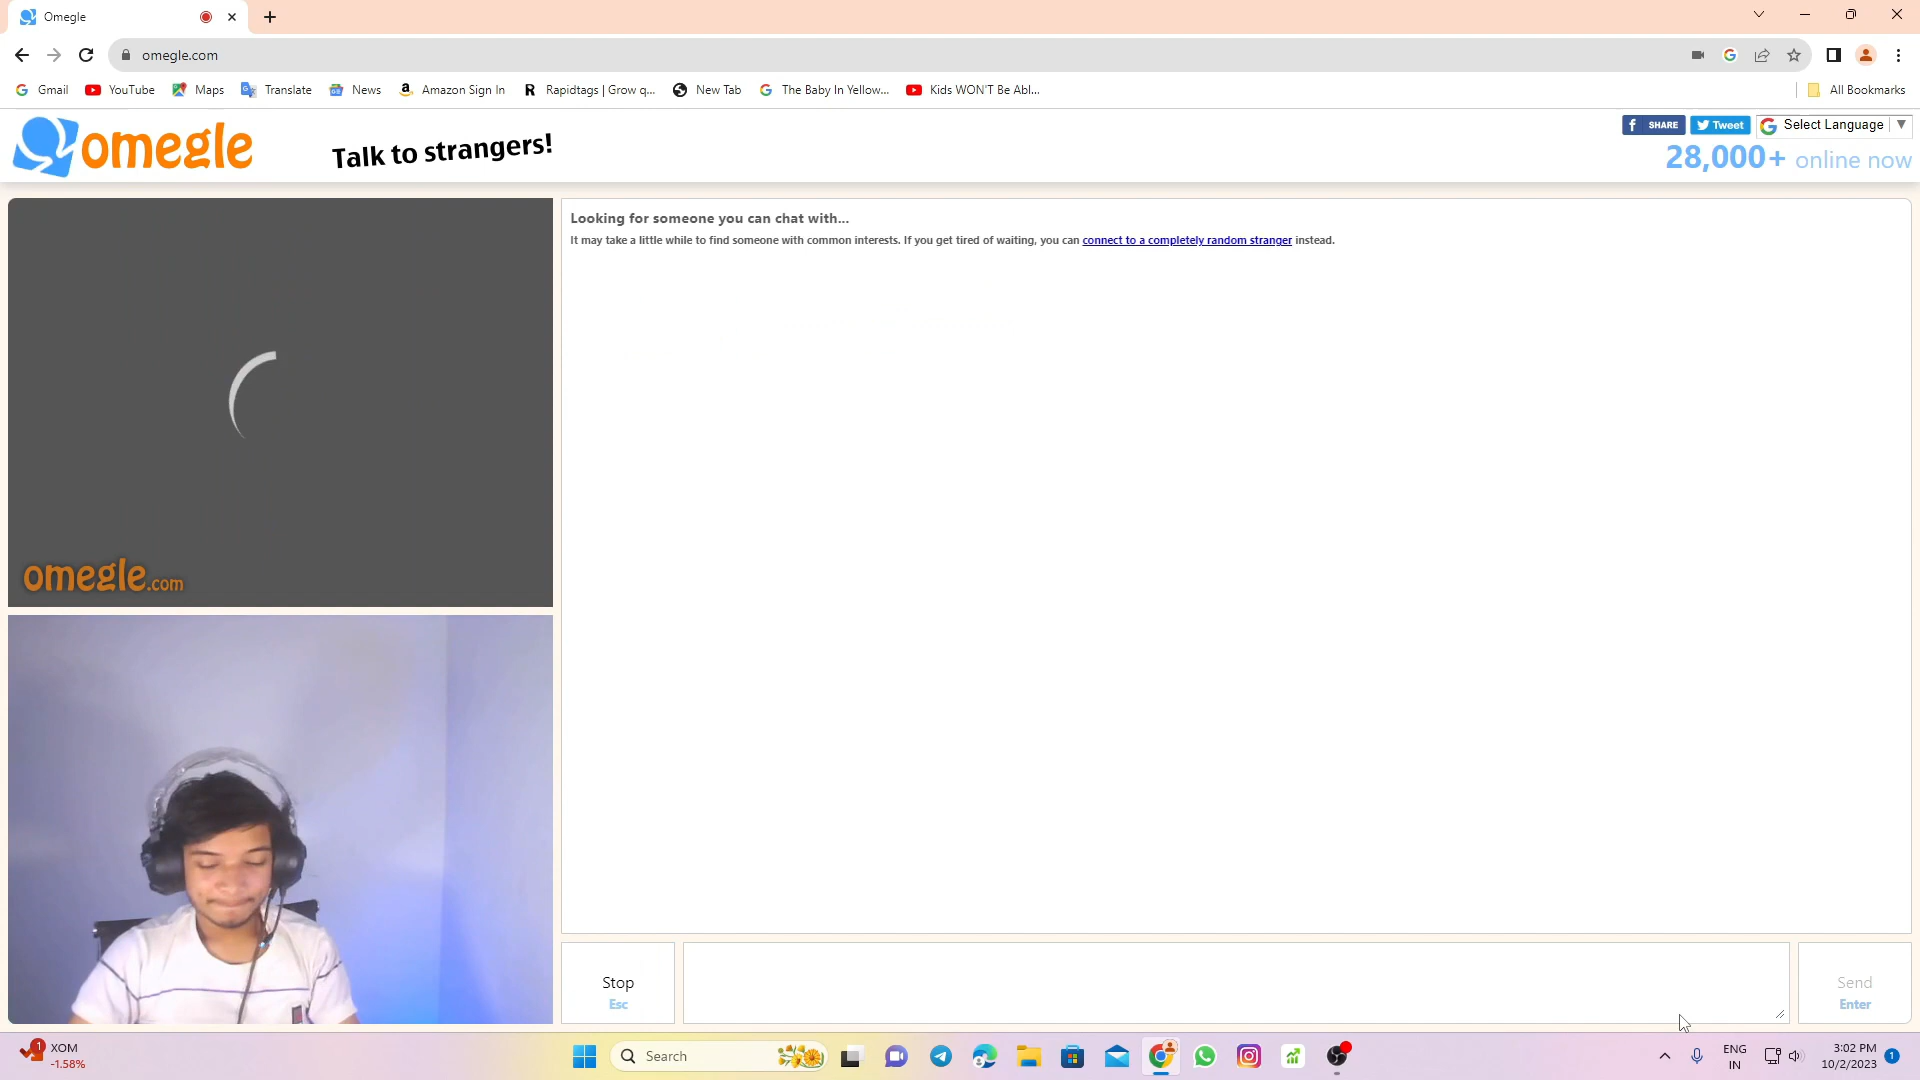 Omegle
omegle.com
Gmail YouTube Maps Translate News Amazon Sign In Rapidtags | Grow q... New Tab The Baby In Yellow... Kids WON'T Be Abl... All Bookmarks
omegle Talk to strangers!
SHARE Tweet Select Language
28,000+ online now
Looking for someone you can chat with...
It may take a little while to find someone with common interests. If you get tired of waiting, you can connect to a completely random stranger instead.
omegle.com
Stop
Esc
Send
Enter
1 XOM
-1.58%
Search
ENG
IN
3:02 PM
10/2/2023
1